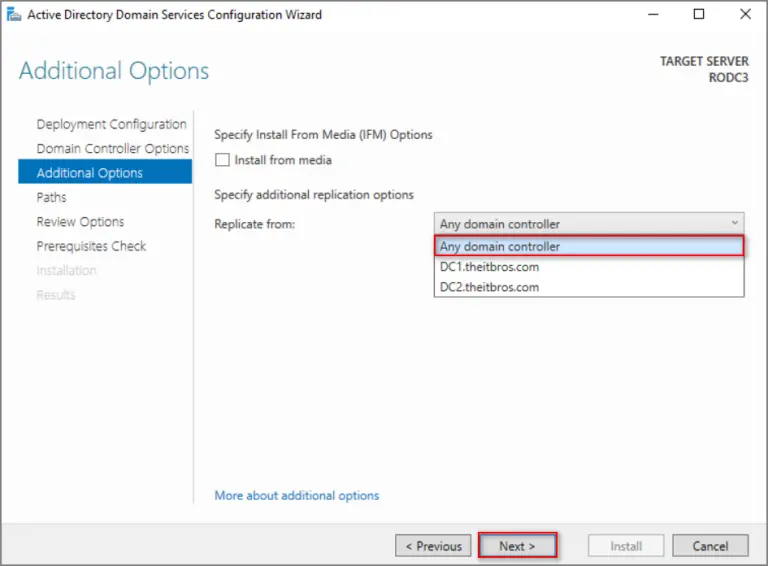 Active Directory Domain Services Configuration Wizard
Additional Options
TARGET SERVER
RODC3
Deployment Configuration
Domain Controller Options
Additional Options
Paths
Review Options
Prerequisites Check
Installation
Results
Specify Install From Media (IFM) Options
Install from media
Specify additional replication options
Replicate from:
Any domain controller
Any domain controller
DC1.theitbros.com
DC2.theitbros.com
More about additional options
< Previous
Next >
Install
Cancel